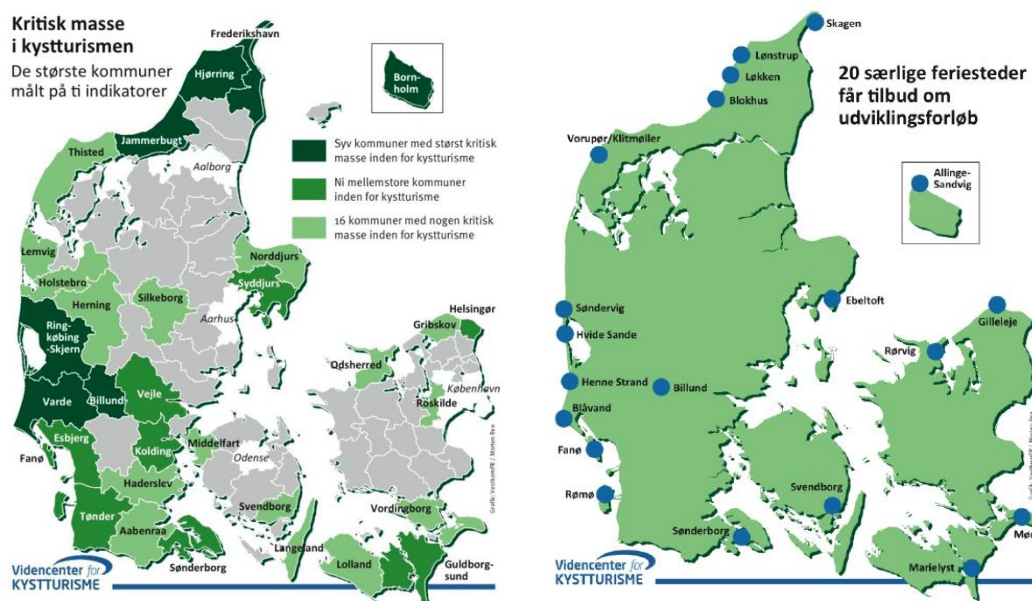 Kritisk masse
i kystturismen
De største kommuner
målt på ti indikatorer
Frederikshavn
Hjørring
Born-
holm
Jammerbugt
Thisted
Aalborg
Syv kommuner med størst kritisk
masse inden for kystturisme
Ni mellemstore kommuner
inden for kystturisme
16 kommuner med nogen kritisk
masse inden for kystturisme
Lemvig
Holstebro
Herning
Silkeborg
Norddjurs
Syddjurs
Aarhus
Ring-
købing
-Skjern
Helsingør
Gribskov
Odsherred
København
Roskilde
Varde
Billund
Vejle
Esbjerg
Fanø
Kolding
Middelfart
Odense
Haderslev
Svendborg
Vordingborg
Tønder
Aabenraa
Sønderborg
Langeland
Lolland
Guldborg-
sund
Grafik: VestkomPR / Morten Ree
Videncenter for
KYSTTURISME
20 særlige feriesteder
får tilbud om
udviklingsforløb
Skagen
Lønstrup
Løkken
Blokhus
Vorupør/Klitmøller
Allinge-
Sandvig
Søndervig
Hvide Sande
Ebeltoft
Gilleleje
Rørvig
Henne Strand
Billund
Blåvand
Fanø
Rømø
Svendborg
Sønderborg
Marielyst
Videncenter for
KYSTTURISME